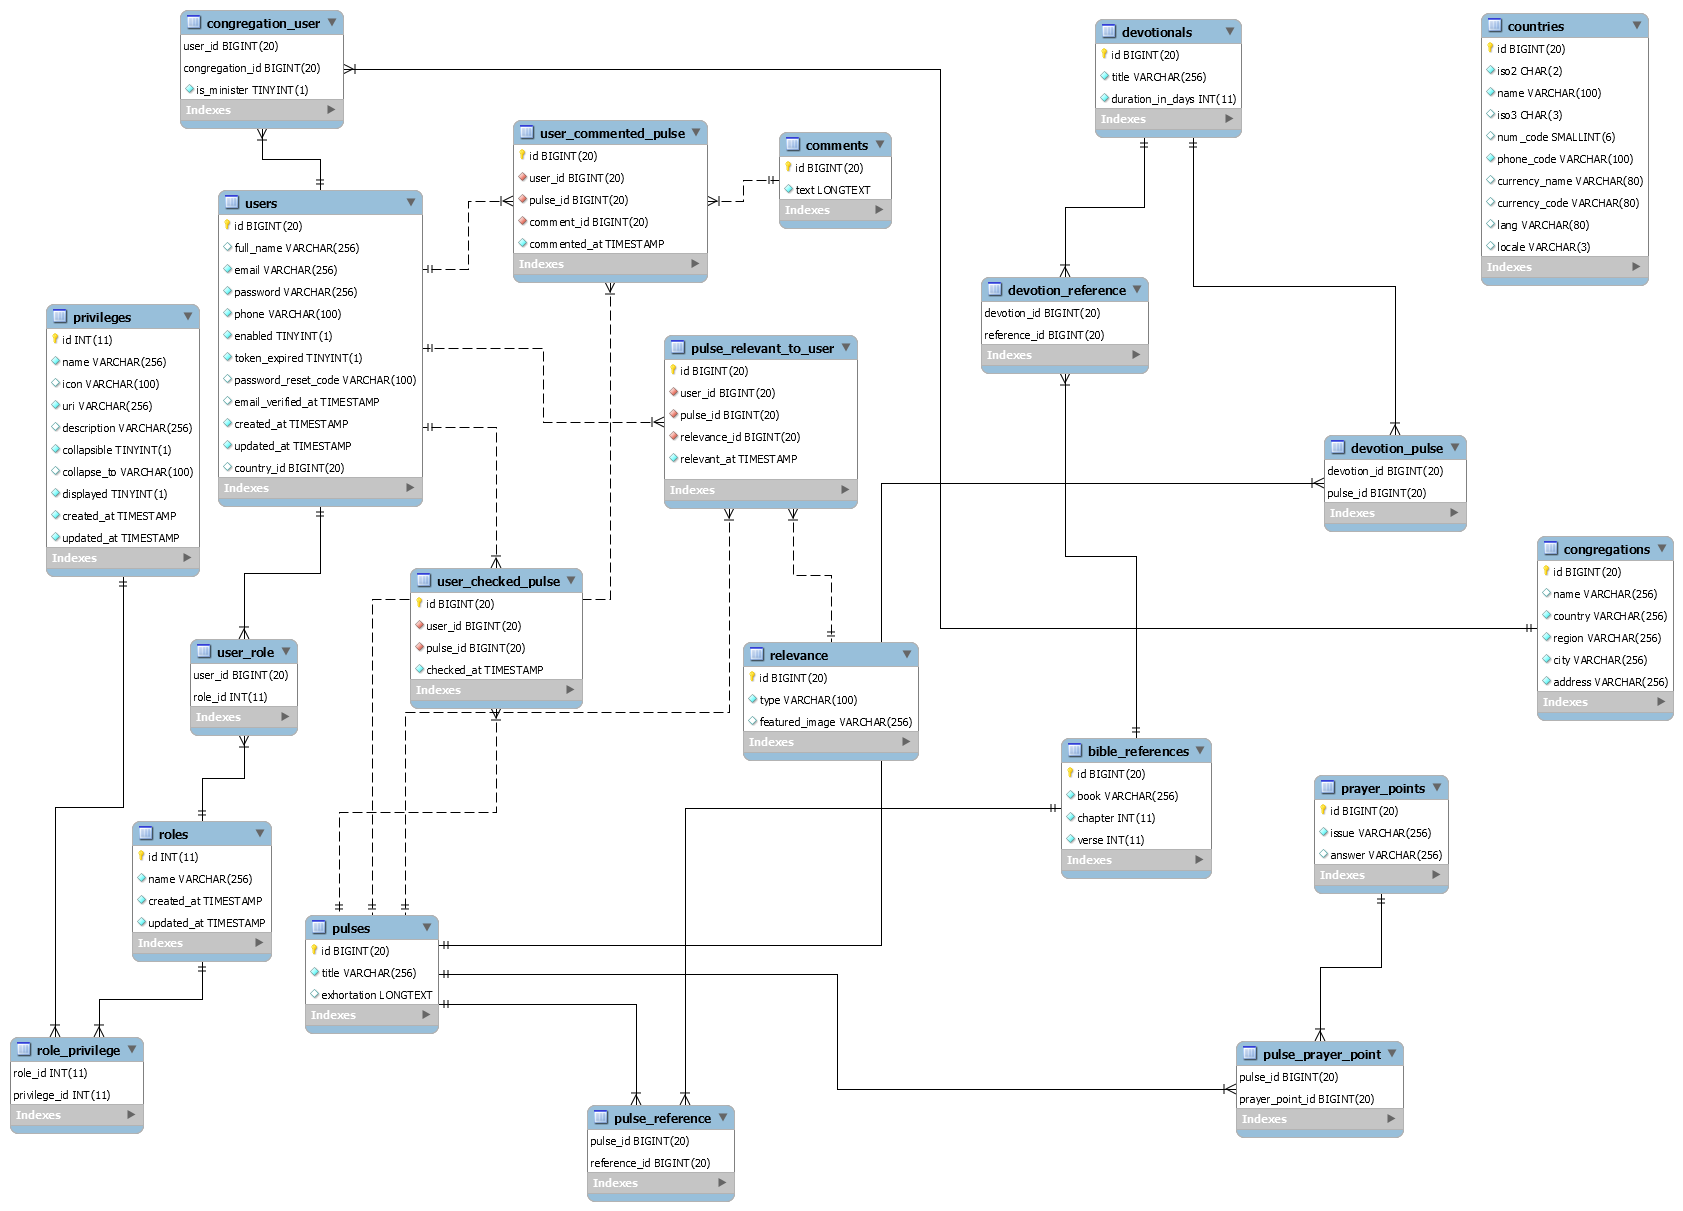 congregation_user
user_id BIGINT(20)
congregation_id BIGINT(20)
is_minister TINYINT(1)
Indexes
devotionals
id BIGINT(20)
title VARCHAR(256)
duration_in_days INT(11)
Indexes
countries
id BIGINT(20)
iso2 CHAR(2)
name VARCHAR(100)
iso3 CHAR(3)
num_code SMALLINT(6)
phone_code VARCHAR(100)
currency_name VARCHAR(80)
currency_code VARCHAR(80)
lang VARCHAR(80)
locale VARCHAR(3)
Indexes
user_commented_pulse
id BIGINT(20)
user_id BIGINT(20)
pulse_id BIGINT(20)
comment_id BIGINT(20)
commented_at TIMESTAMP
Indexes
comments
id BIGINT(20)
text LONGTEXT
Indexes
users
id BIGINT(20)
full_name VARCHAR(256)
email VARCHAR(256)
password VARCHAR(256)
phone VARCHAR(100)
enabled TINYINT(1)
token_expired TINYINT(1)
password_reset_code VARCHAR(100)
email_verified_at TIMESTAMP
created_at TIMESTAMP
updated_at TIMESTAMP
country_id BIGINT(20)
Indexes
devotion_reference
devotion_id BIGINT(20)
reference_id BIGINT(20)
Indexes
privileges
id INT(11)
name VARCHAR(256)
icon VARCHAR(100)
uri VARCHAR(256)
description VARCHAR(256)
collapsible TINYINT(1)
collapse_to VARCHAR(100)
displayed TINYINT(1)
created_at TIMESTAMP
updated_at TIMESTAMP
Indexes
pulse_relevant_to_user
id BIGINT(20)
user_id BIGINT(20)
pulse_id BIGINT(20)
relevance_id BIGINT(20)
relevant_at TIMESTAMP
Indexes
devotion_pulse
devotion_id BIGINT(20)
pulse_id BIGINT(20)
Indexes
congregations
id BIGINT(20)
name VARCHAR(256)
country VARCHAR(256)
region VARCHAR(256)
city VARCHAR(256)
address VARCHAR(256)
Indexes
user_checked_pulse
id BIGINT(20)
user_id BIGINT(20)
pulse_id BIGINT(20)
checked_at TIMESTAMP
Indexes
user_role
user_id BIGINT(20)
role_id INT(11)
Indexes
relevance
id BIGINT(20)
type VARCHAR(100)
featured_image VARCHAR(256)
Indexes
bible_references
id BIGINT(20)
book VARCHAR(256)
chapter INT(11)
verse INT(11)
Indexes
prayer_points
id BIGINT(20)
issue VARCHAR(256)
answer VARCHAR(256)
Indexes
roles
id INT(11)
name VARCHAR(256)
created_at TIMESTAMP
updated_at TIMESTAMP
Indexes
pulses
id BIGINT(20)
title VARCHAR(256)
exhortation LONGTEXT
Indexes
role_privilege
role_id INT(11)
privilege_id INT(11)
Indexes
pulse_prayer_point
pulse_id BIGINT(20)
prayer_point_id BIGINT(20)
Indexes
pulse_reference
pulse_id BIGINT(20)
reference_id BIGINT(20)
Indexes